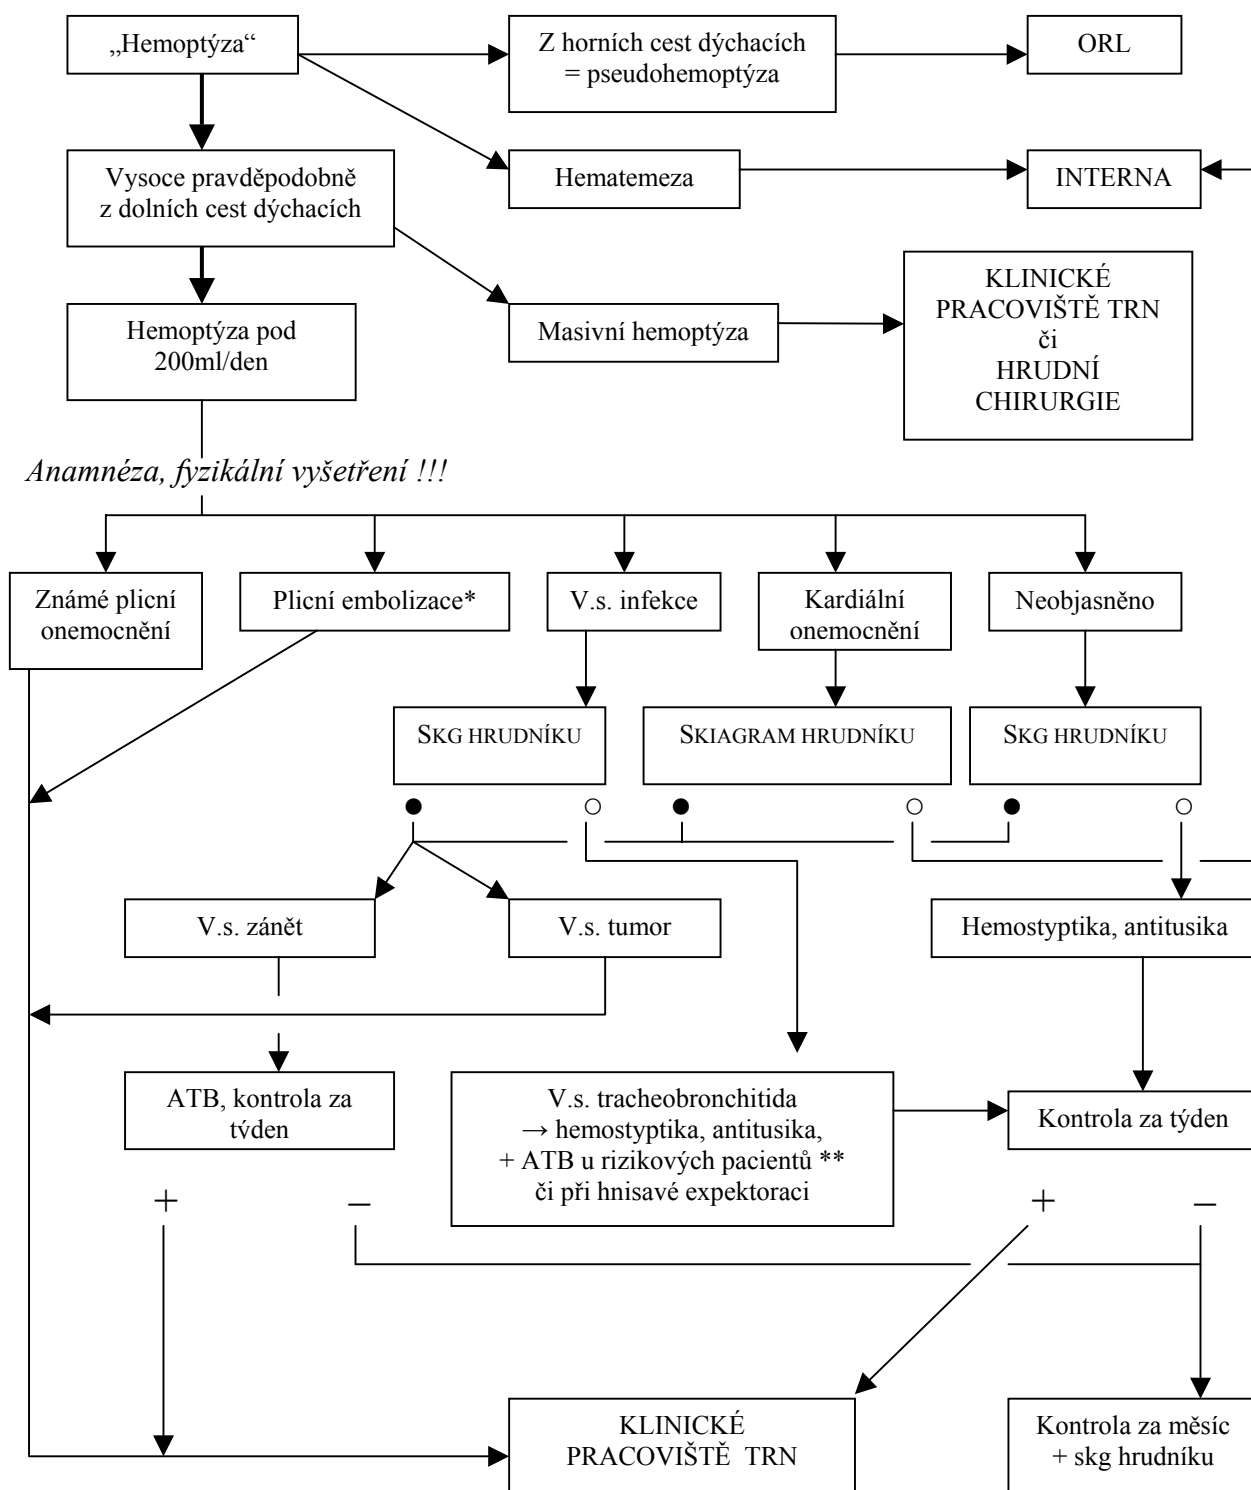 „Hemoptýza“
Z horních cest dýchacích
= pseudohemoptýza
ORL
Vysoce pravděpodobně
z dolních cest dýchacích
Hematemeza
INTERNA
Hemoptýza pod
200ml/den
Masivní hemoptýza
KLINICKÉ
PRACOVIŠTĚ TRN
či
HRUDNÍ
CHIRURGIE
Anamnéza, fyzikální vyšetření !!!
Známé plicní
onemocnění
Plicní embolizace*
V.s. infekce
Kardiální
onemocnění
Neobjasněno
SKG HRUDNÍKU
SKIAGRAM HRUDNÍKU
SKG HRUDNÍKU
V.s. zánět
V.s. tumor
Hemostyptika, antitusika
ATB, kontrola za
týden
V.s. tracheobronchitida
→ hemostyptika, antitusika,
+ ATB u rizikových pacientů **
či při hnisavé expektoraci
Kontrola za týden
+
–
+
–
KLINICKÉ
PRACOVIŠTĚ TRN
Kontrola za měsíc
+ skg hrudníku